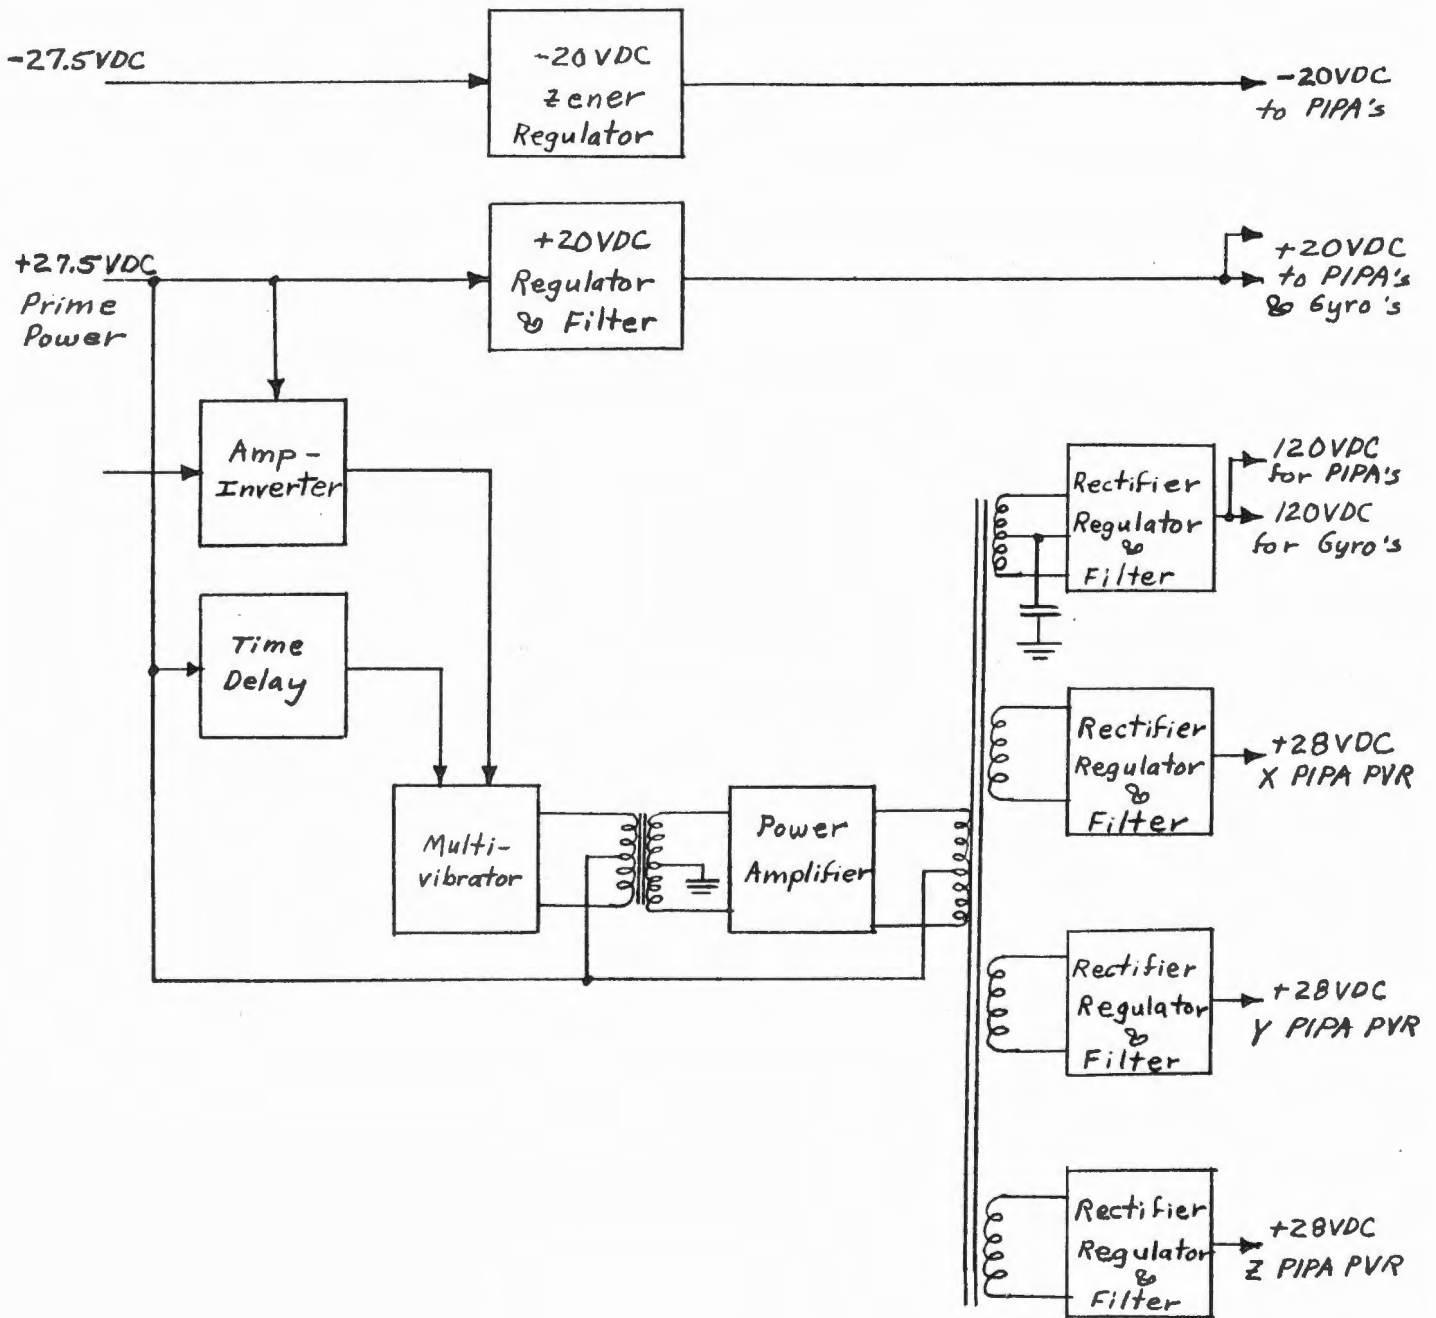 -27.5VDC
-20VDC
Zener
Regulator
-20VDC
to PIPA's
+27.5VDC
Prime
Power
+20VDC
Regulator
& Filter
+20VDC
to PIPA's
& Gyro's
Amp-
Inverter
Rectifier
Regulator
&
Filter
120VDC
for PIPA's
120VDC
for Gyro's
Time
Delay
Rectifier
Regulator
&
Filter
+28VDC
X PIPA PVR
Multi-
vibrator
Power
Amplifier
Rectifier
Regulator
&
Filter
+28VDC
Y PIPA PVR
Rectifier
Regulator
&
Filter
+28VDC
Z PIPA PVR